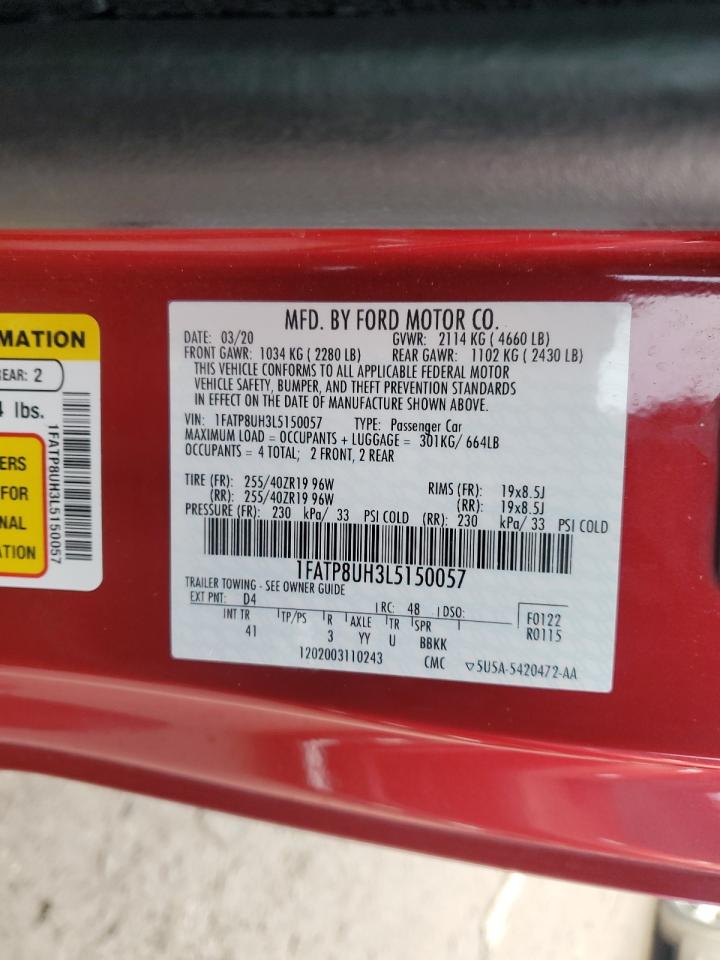 MATION
EAR: 2
lbs.
ERS
FOR
NAL
TION
1FATP8UH3L5150057
MFD. BY FORD MOTOR CO.
DATE: 03/20 GVWR: 2114 KG ( 4660 LB)
FRONT GAWR: 1034 KG ( 2280 LB) REAR GAWR: 1102 KG ( 2430 LB)
THIS VEHICLE CONFORMS TO ALL APPLICABLE FEDERAL MOTOR
VEHICLE SAFETY, BUMPER, AND THEFT PREVENTION STANDARDS
IN EFFECT ON THE DATE OF MANUFACTURE SHOWN ABOVE.
VIN: 1FATP8UH3L5150057 TYPE: Passenger Car
MAXIMUM LOAD = OCCUPANTS + LUGGAGE = 301KG/ 664LB
OCCUPANTS = 4 TOTAL; 2 FRONT, 2 REAR
TIRE (FR): 255/40ZR19 96W RIMS (FR): 19x8.5J
(RR): 255/40ZR19 96W (RR): 19x8.5J
PRESSURE (FR): 230 kPa/ 33 PSI COLD (RR): 230 kPa/ 33 PSI COLD
1FATP8UH3L5150057
TRAILER TOWING - SEE OWNER GUIDE
EXT PNT: D4 RC: 48 DSO: F0122
INT TR TP/PS R AXLE TR SPR R0115
41 3 YY U BBKK
1202003110243 CMC ▽5U5A-5420472-AA